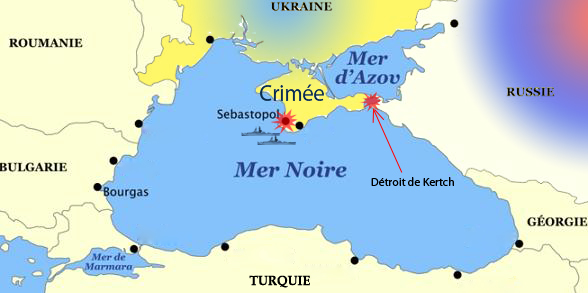 UKRAINE
ROUMANIE
Mer
d'Azov
RUSSIE
Crimée
Sebastopol
BULGARIE
Mer Noire
Détroit de Kertch
Bourgas
GÉORGIE
Mer de
Marmara
TURQUIE